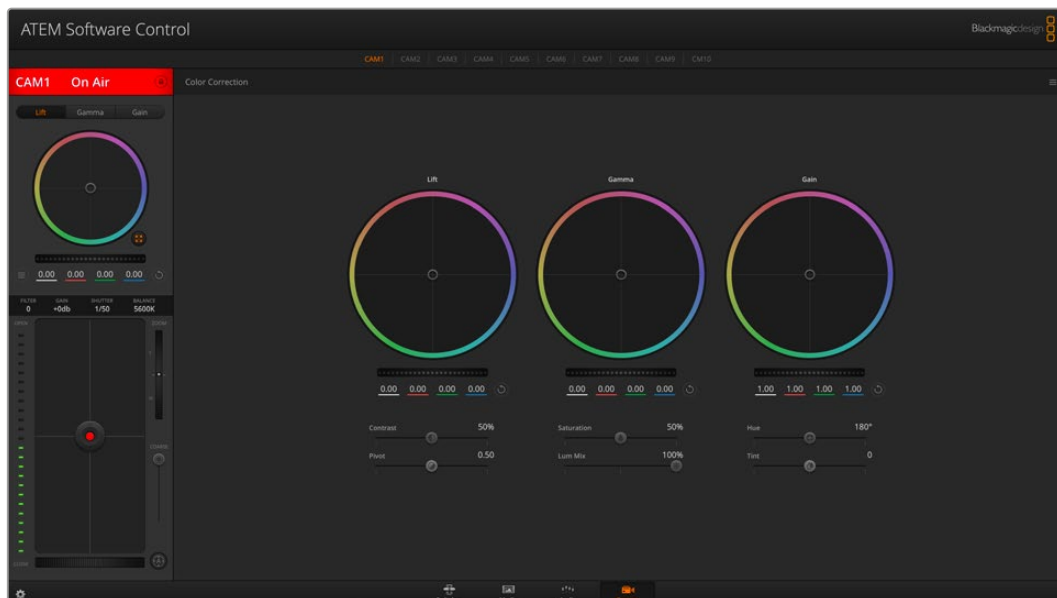 ATEM Software Control
Blackmagicdesign
CAM1 CAM2 CAM3 CAM4 CAM5 CAM6 CAM7 CAM8 CAM9 CM10
CAM1 On Air
Color Correction
Lift Gamma Gain
Lift Gamma Gain
0.00 0.00 0.00 0.00
FILTER GAIN SHUTTER BALANCE
0 +0db 1/50 5600K
OPEN ZOOM
T
W
COARSE
CLOSE
0.00 0.00 0.00 0.00 0.00 0.00 0.00 0.00 1.00 1.00 1.00 1.00
Contrast 50% Saturation 50% Hue 180°
Pivot 0.50 Lum Mix 100% Tint 0